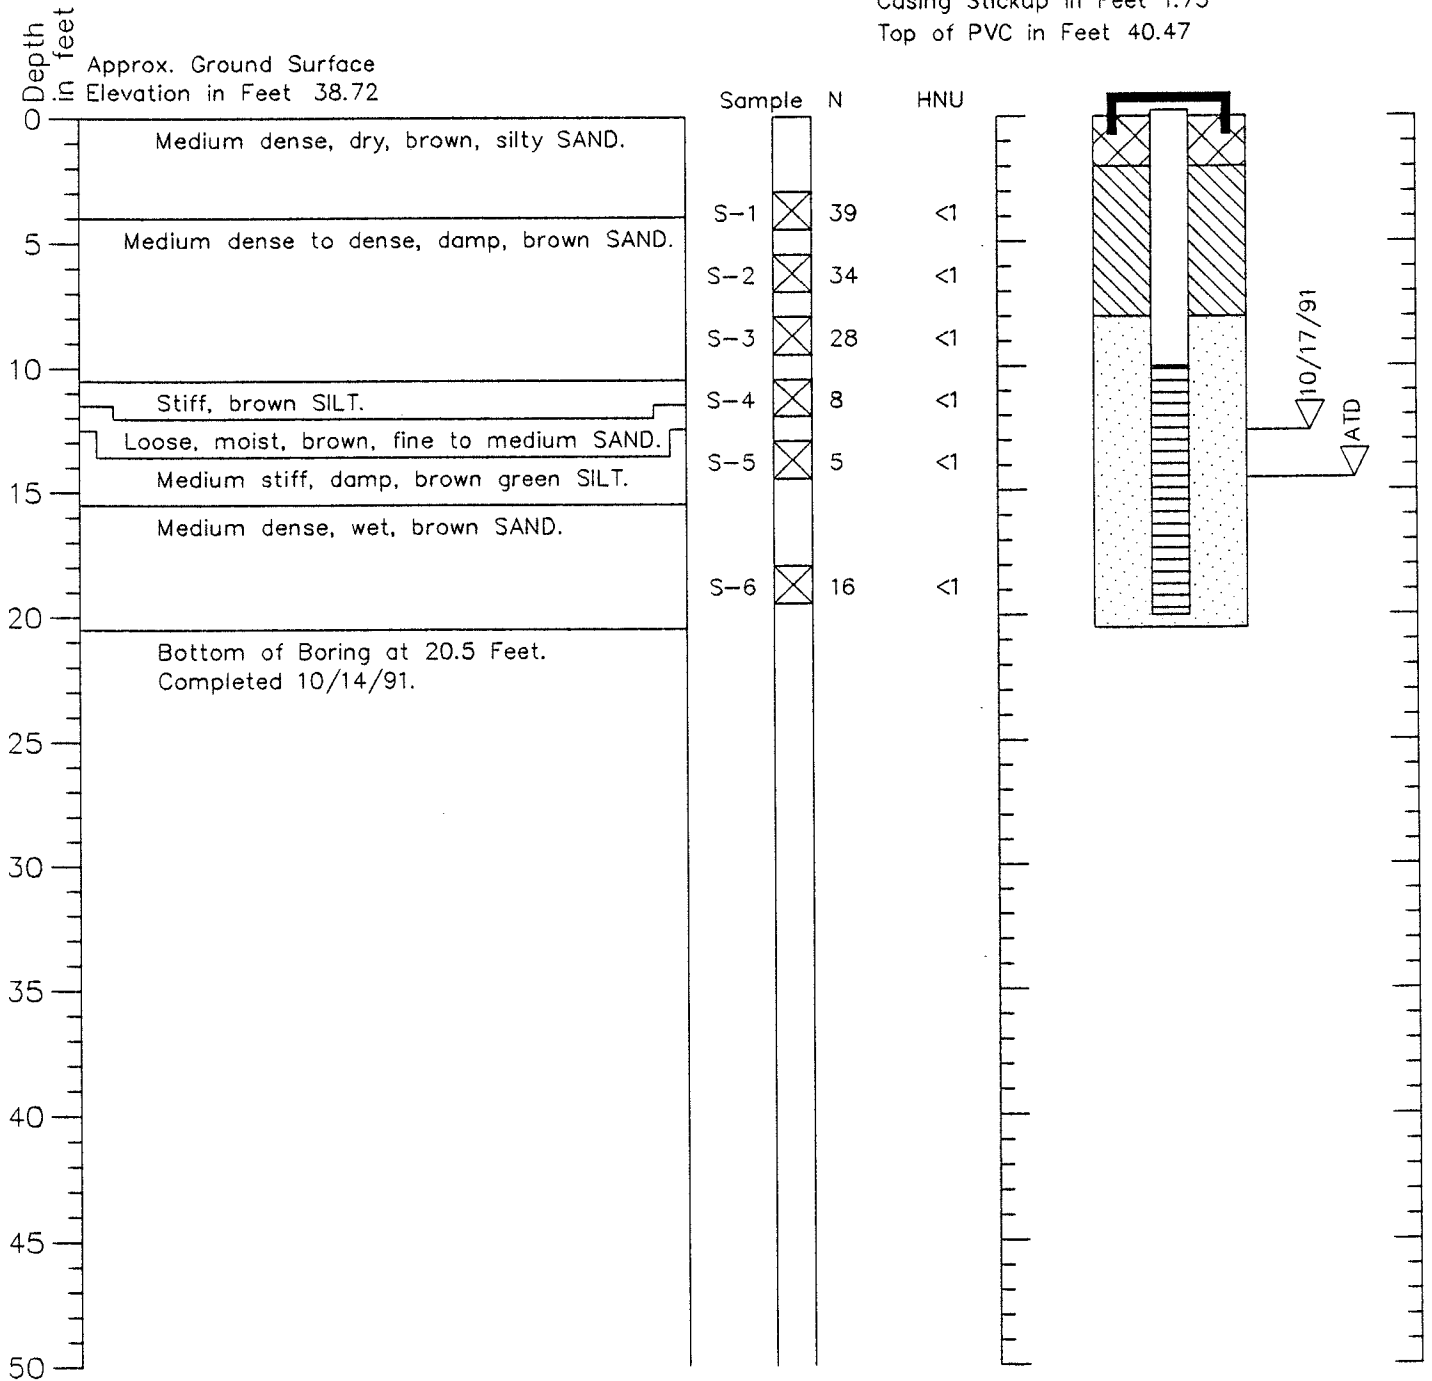 Casing Stickup in Feet 1.75
Top of PVC in Feet 40.47
Depth
in feet
Approx. Ground Surface
Elevation in Feet 38.72
Sample N HNU
0
Medium dense, dry, brown, silty SAND.
S-1 39 <1
5
Medium dense to dense, damp, brown SAND.
S-2 34 <1
S-3 28 <1
10/17/91
10
Stiff, brown SILT.
S-4 8 <1
ATD
Loose, moist, brown, fine to medium SAND.
S-5 5 <1
Medium stiff, damp, brown green SILT.
15
Medium dense, wet, brown SAND.
S-6 16 <1
20
Bottom of Boring at 20.5 Feet.
Completed 10/14/91.
25
30
35
40
45
50